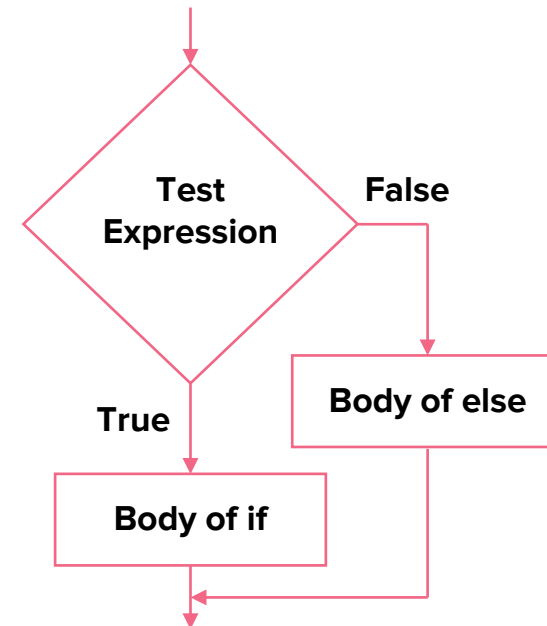 Test
Expression
False
True
Body of else
Body of if